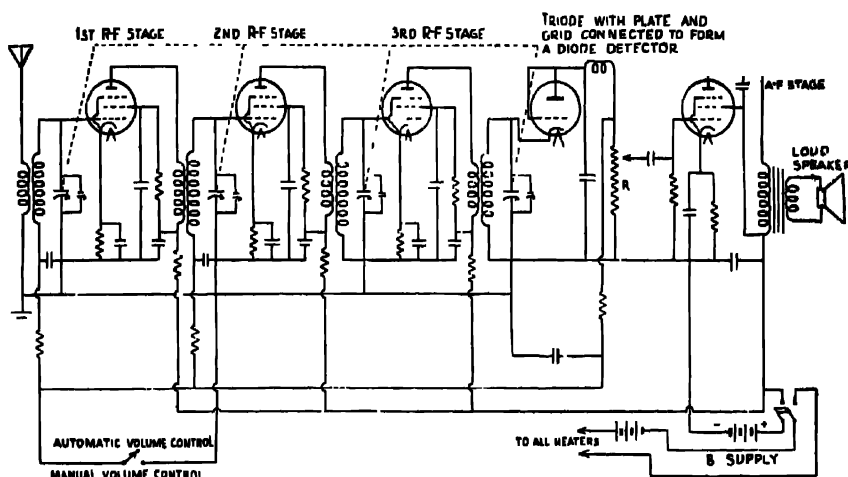 1ST R-F STAGE
2ND R-F STAGE
3RD R-F STAGE
TRIODE WITH PLATE AND
GRID CONNECTED TO FORM
A DIODE DETECTOR
A-F STAGE
LOUD
SPEAKER
R
AUTOMATIC VOLUME CONTROL
MANUAL VOLUME CONTROL
TO ALL HEATERS
- +
B SUPPLY